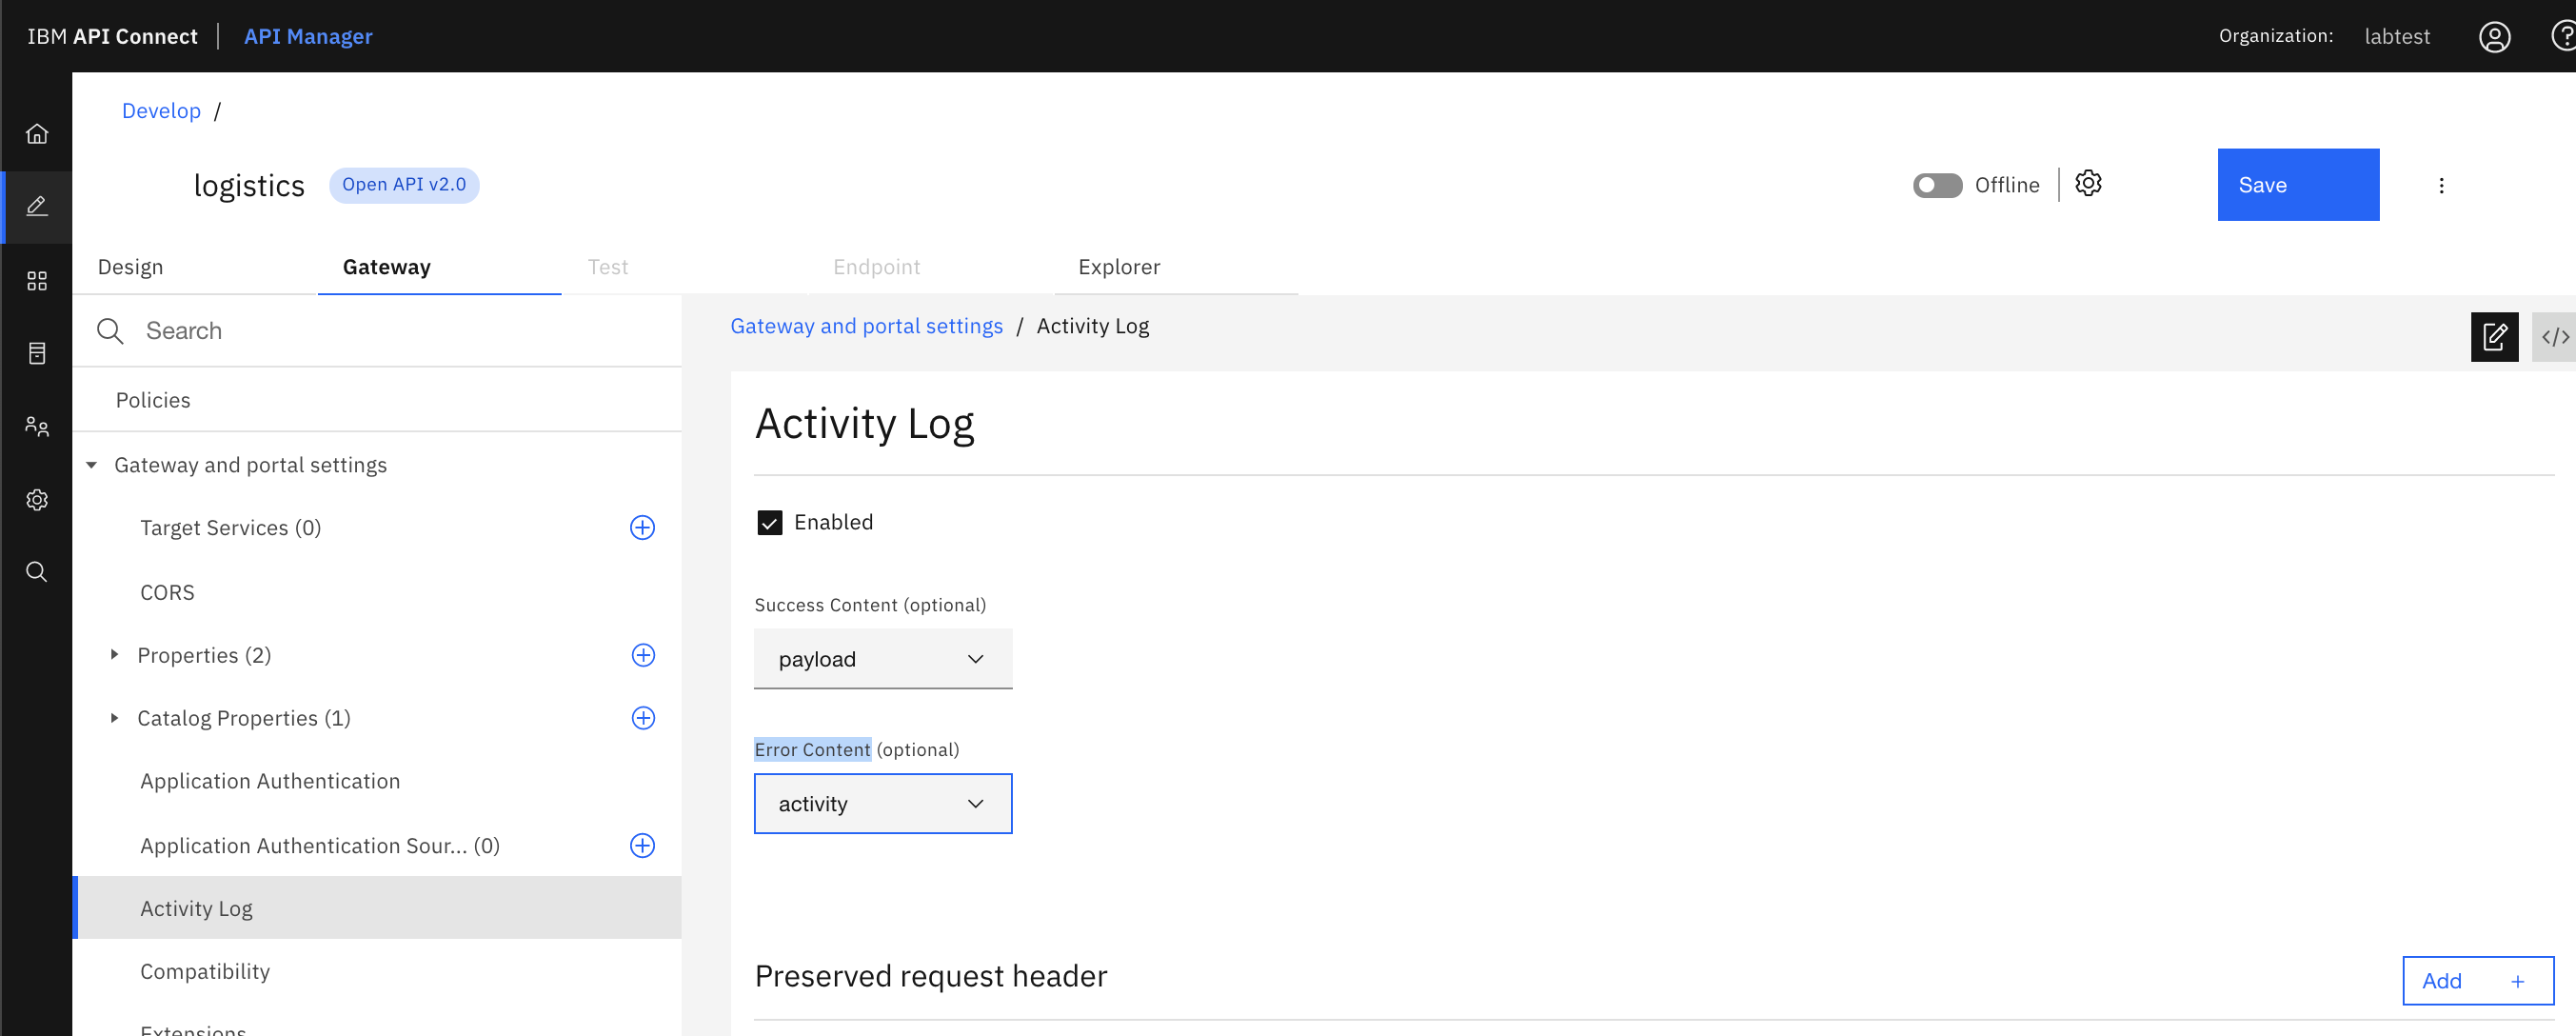 IBM API Connect API Manager Organization: labtest
Develop /
logistics Open API v2.0 Offline Save
Design Gateway Test Endpoint Explorer
Search
Gateway and portal settings / Activity Log
Policies
Activity Log
Gateway and portal settings
Target Services (0)
Enabled
CORS
Success Content (optional)
Properties (2)
payload
Catalog Properties (1)
Error Content (optional)
Application Authentication
activity
Application Authentication Sour... (0)
Activity Log
Compatibility
Preserved request header
Add +
Extensions